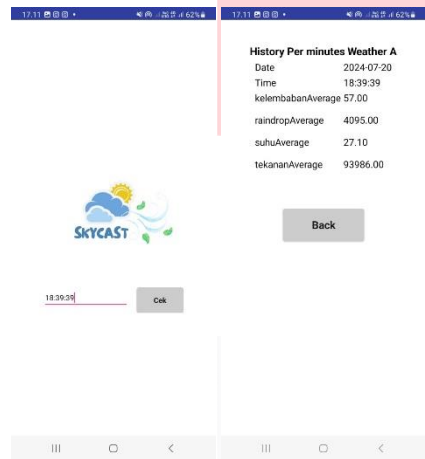 17.11
62%
SKYCAST
18:39:39
Cek
17.11
62%
History Per minutes Weather A
Date 2024-07-20
Time 18:39:39
kelembabanAverage 57.00
raindropAverage 4095.00
suhuAverage 27.10
tekananAverage 93986.00
Back